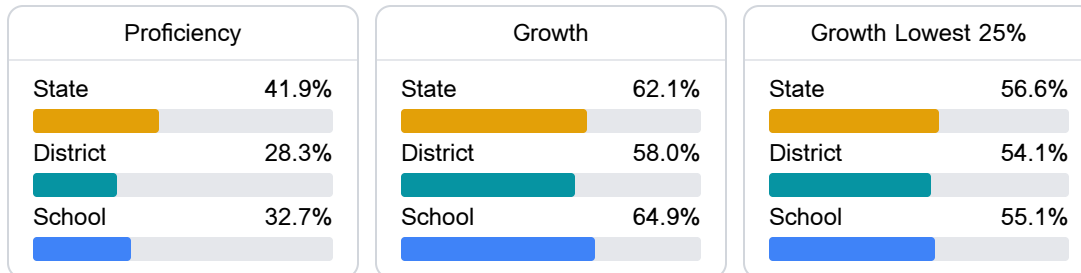 Proficiency
State 41.9%
District 28.3%
School 32.7%
Growth
State 62.1%
District 58.0%
School 64.9%
Growth Lowest 25%
State 56.6%
District 54.1%
School 55.1%